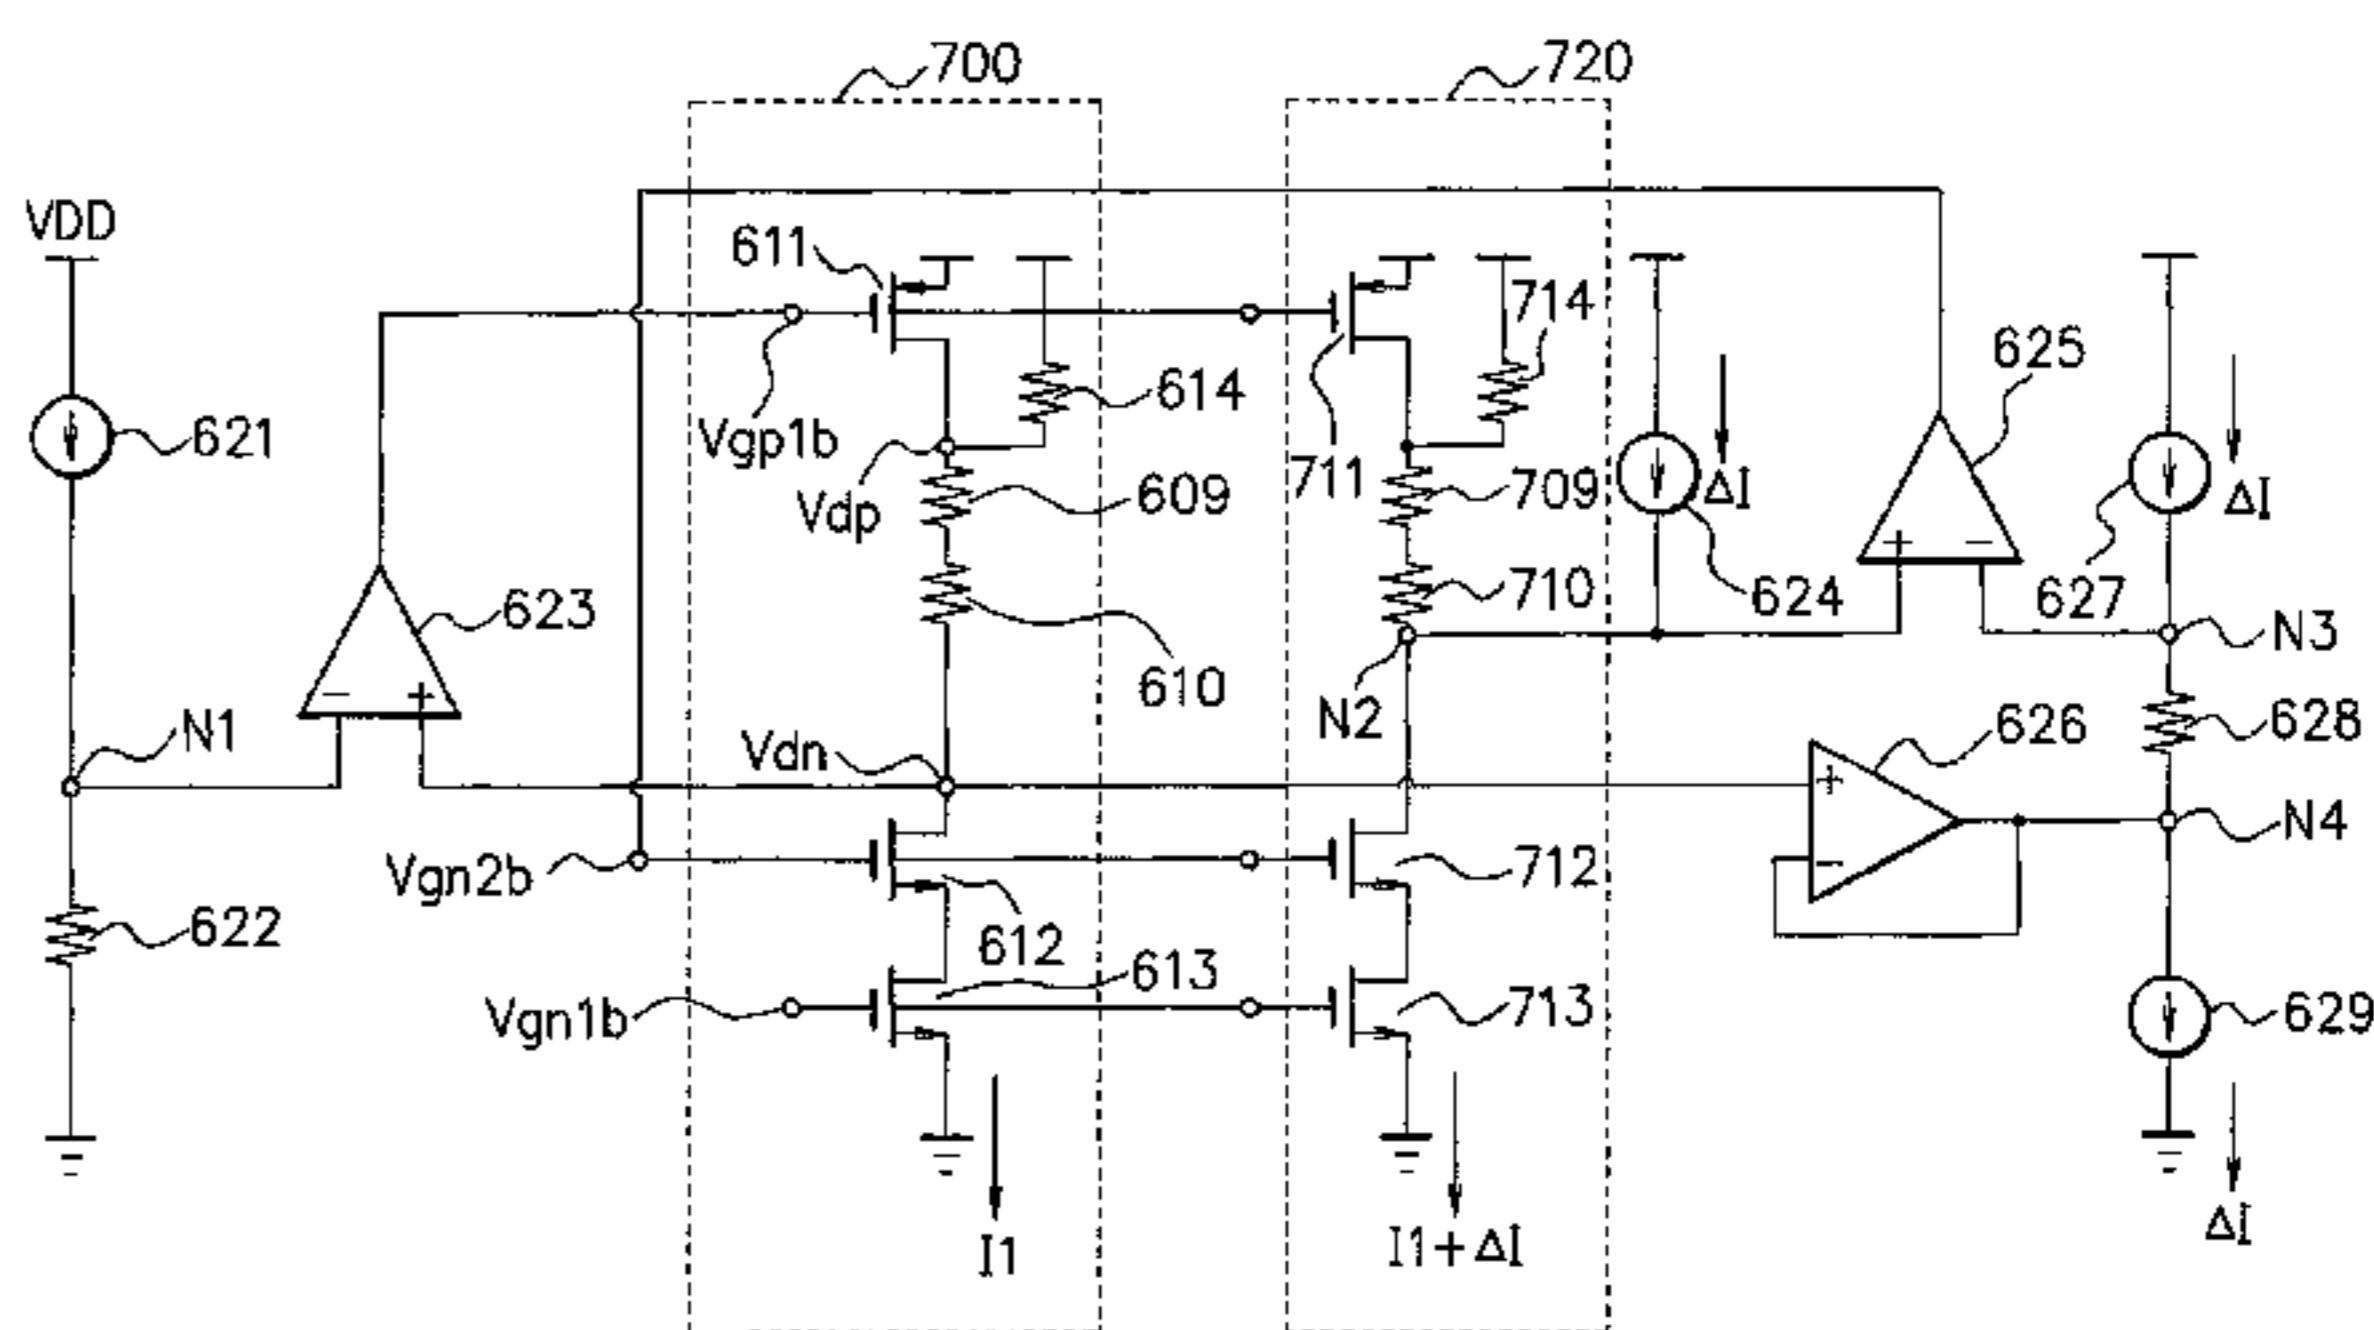 700
720
VDD
611
714
625
621
Vgp1b
614
711
709
ΔI
ΔI
Vdp
609
623
710
624
627
N3
610
N1
Vdn
N2
626
628
N4
Vgn2b
712
622
612
613
Vgn1b
713
629
I1
I1+ΔI
ΔI
+
−
−
+
+
−